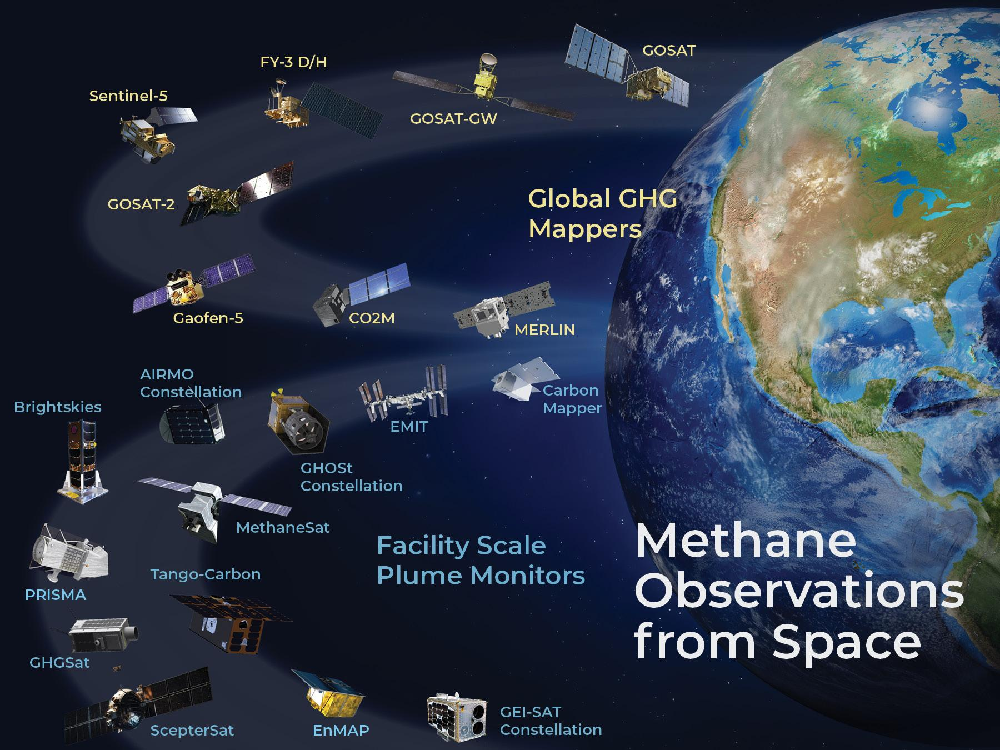 GOSAT
FY-3 D/H
Sentinel-5
GOSAT-GW
GOSAT-2
Global GHG
Mappers
Gaofen-5
CO2M
MERLIN
AIRMO
Constellation
Brightskies
Carbon
Mapper
EMIT
GHOSt
Constellation
MethaneSat
Facility Scale
Plume Monitors
Methane
Observations
from Space
Tango-Carbon
PRISMA
GHGSat
ScepterSat
EnMAP
GEI-SAT
Constellation